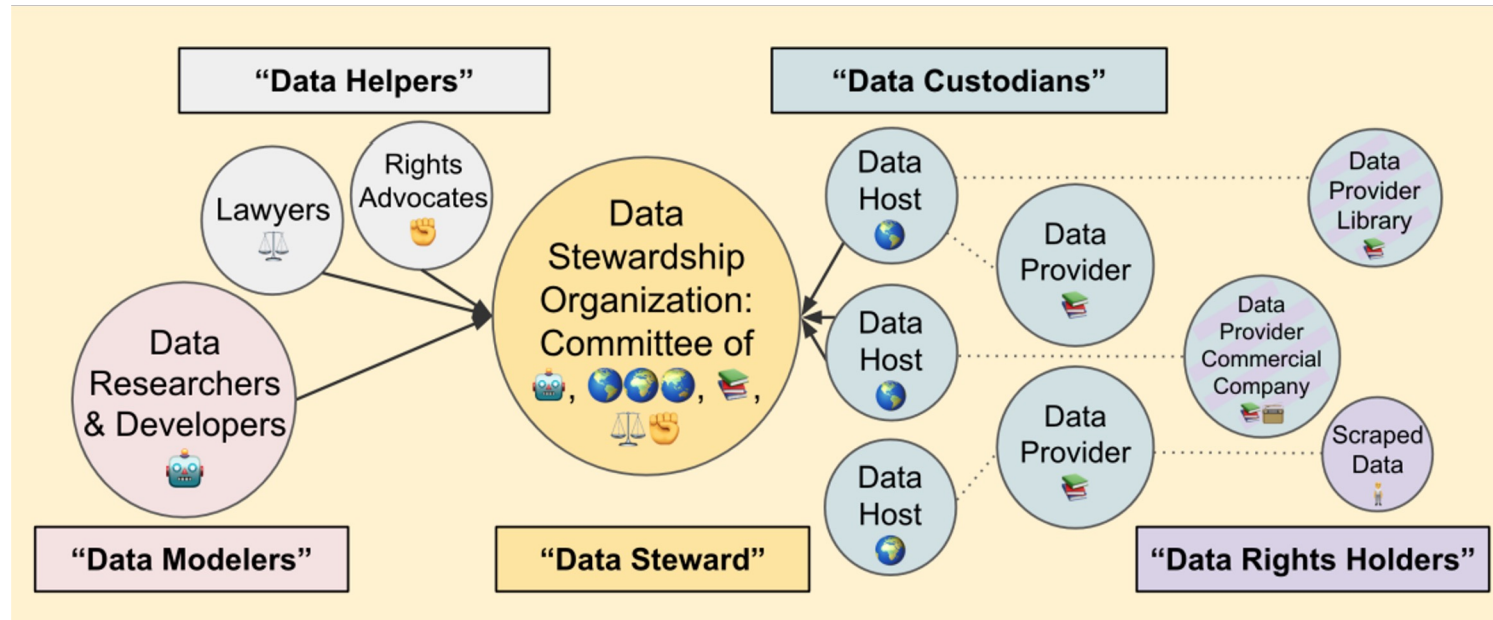 “Data Helpers”
“Data Custodians”
Rights
Advocates
✊
Lawyers
⚖️
Data
Researchers
& Developers
🤖
Data
Stewardship
Organization:
Committee of
🤖, 🌎🌍🌏, 📚,
⚖️✊
Data
Host
🌎
Data
Host
🌎
Data
Host
🌍
Data
Provider
📚
Data
Provider
📚
Data
Provider
Library
📚
Data
Provider
Commercial
Company
📚
Scraped
Data
“Data Modelers”
“Data Steward”
“Data Rights Holders”